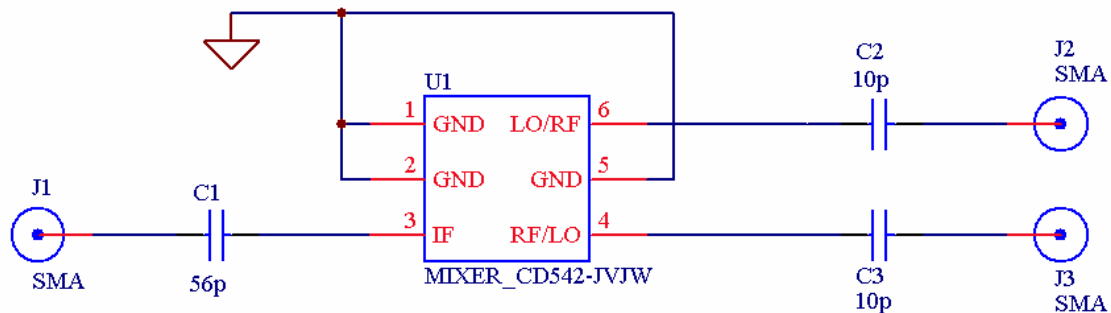 J2
SMA
C2
10p
U1
1
GND
LO/RF
6
2
GND
GND
5
J1
C1
3
IF
RF/LO
4
SMA
56p
MIXER_CD542-JVJW
C3
10p
J3
SMA